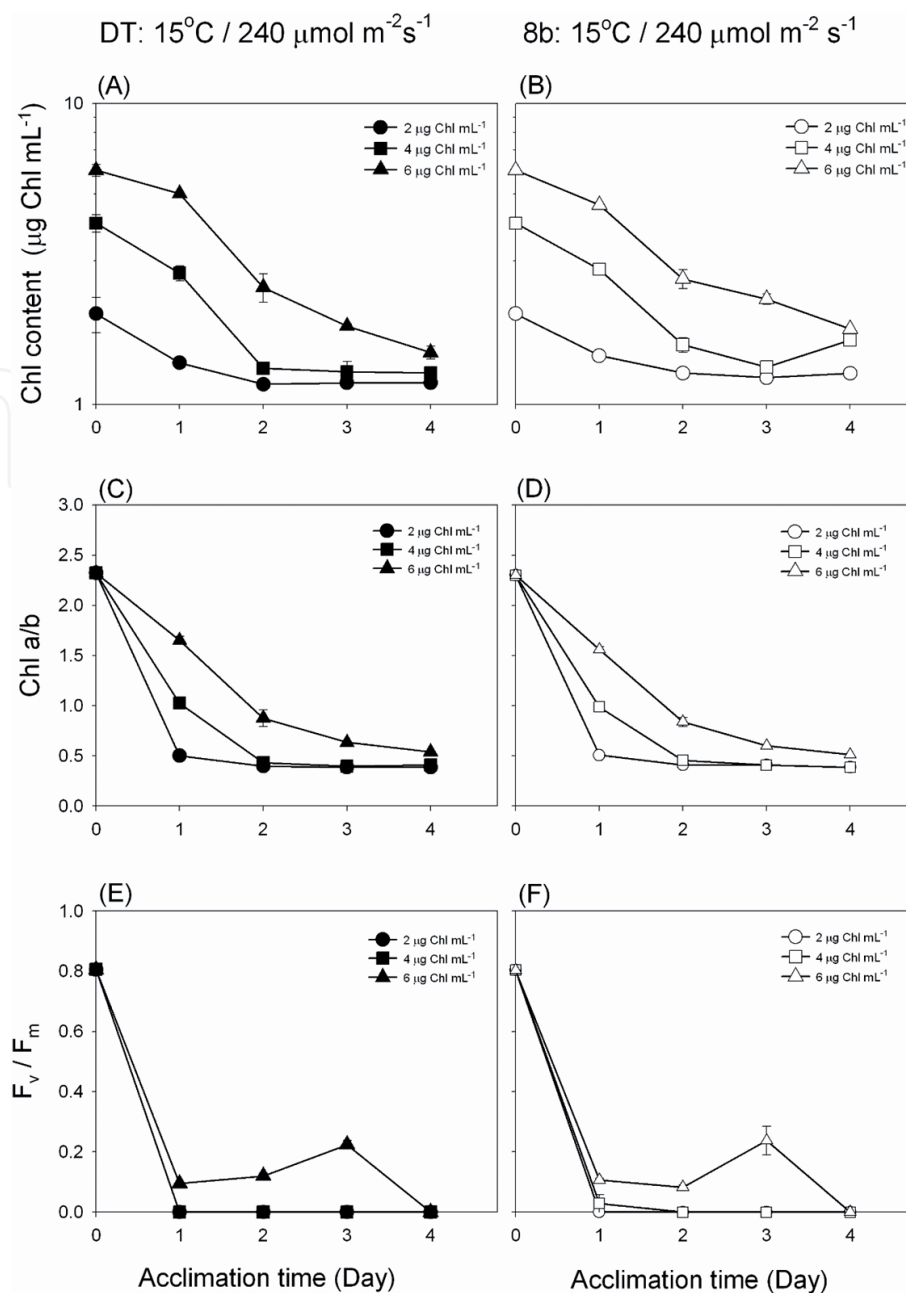 DT: 15°C / 240 μmol m⁻²s⁻¹
8b: 15°C / 240 μmol m⁻² s⁻¹
(A)
10
1
Chl content (μg Chl mL⁻¹)
2 μg Chl mL⁻¹
4 μg Chl mL⁻¹
6 μg Chl mL⁻¹
0 1 2 3 4
(B)
2 μg Chl mL⁻¹
4 μg Chl mL⁻¹
6 μg Chl mL⁻¹
0 1 2 3 4
(C)
3.0
2.5
2.0
1.5
1.0
0.5
0.0
Chl a/b
2 μg Chl mL⁻¹
4 μg Chl mL⁻¹
6 μg Chl mL⁻¹
0 1 2 3 4
(D)
2 μg Chl mL⁻¹
4 μg Chl mL⁻¹
6 μg Chl mL⁻¹
0 1 2 3 4
(E)
1.0
0.8
0.6
0.4
0.2
0.0
Fᵥ / Fₘ
2 μg Chl mL⁻¹
4 μg Chl mL⁻¹
6 μg Chl mL⁻¹
0 1 2 3 4
Acclimation time (Day)
(F)
2 μg Chl mL⁻¹
4 μg Chl mL⁻¹
6 μg Chl mL⁻¹
0 1 2 3 4
Acclimation time (Day)